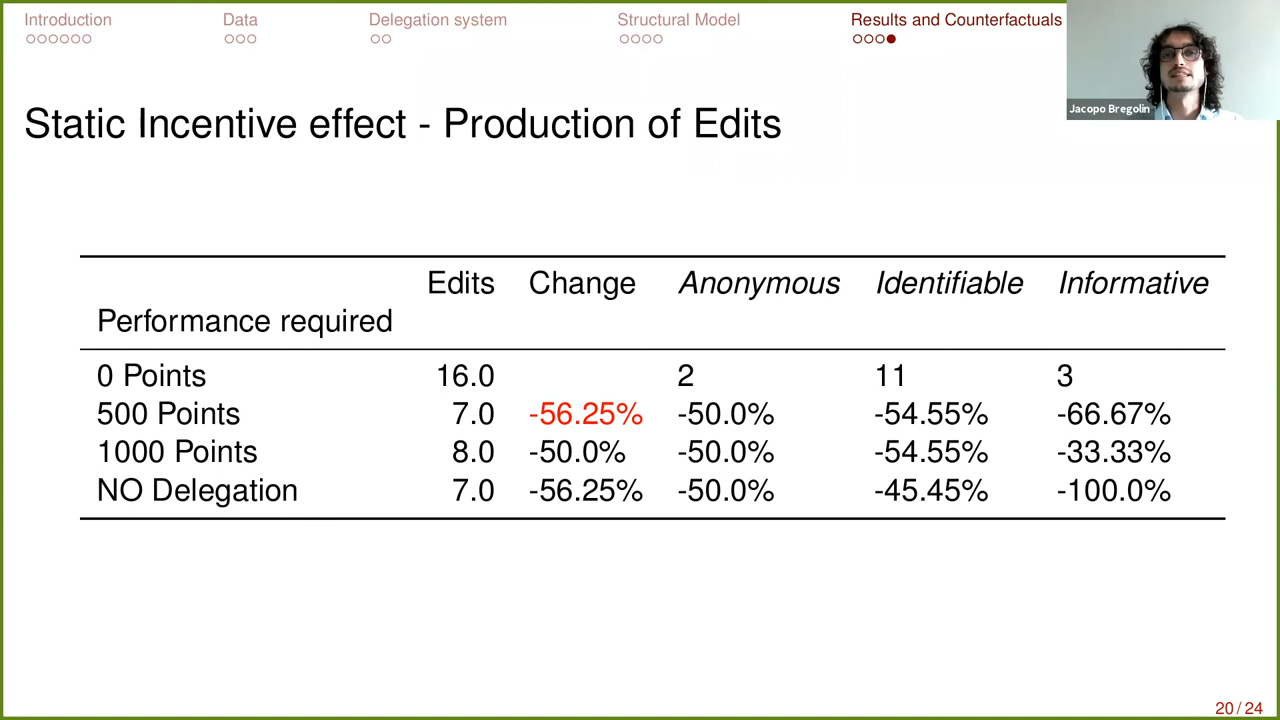 Introduction Data Delegation system Structural Model Results and Counterfactuals
Jacopo Bregolin
Static Incentive effect - Production of Edits
Edits Change Anonymous Identifiable Informative
Performance required
0 Points 16.0 2 11 3
500 Points 7.0 -56.25% -50.0% -54.55% -66.67%
1000 Points 8.0 -50.0% -50.0% -54.55% -33.33%
NO Delegation 7.0 -56.25% -50.0% -45.45% -100.0%
20 / 24